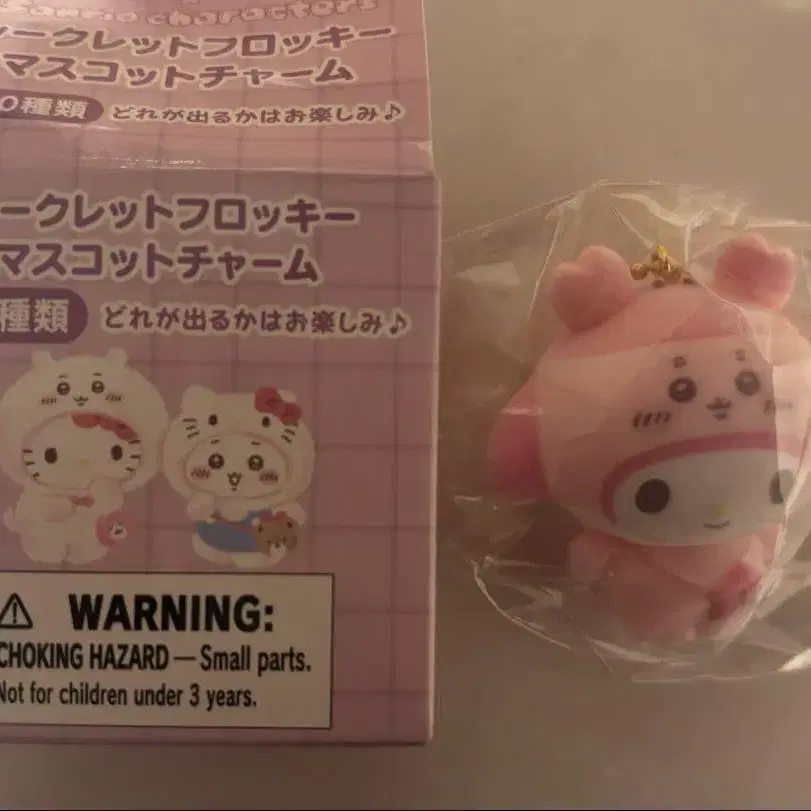 Sanrio characters
ークレットフロッキー
マスコットチャーム
0種類 どれが出るかはお楽しみ♪
ークレットフロッキー
マスコットチャーム
種類 どれが出るかはお楽しみ♪
⚠ WARNING:
CHOKING HAZARD — Small parts.
Not for children under 3 years.